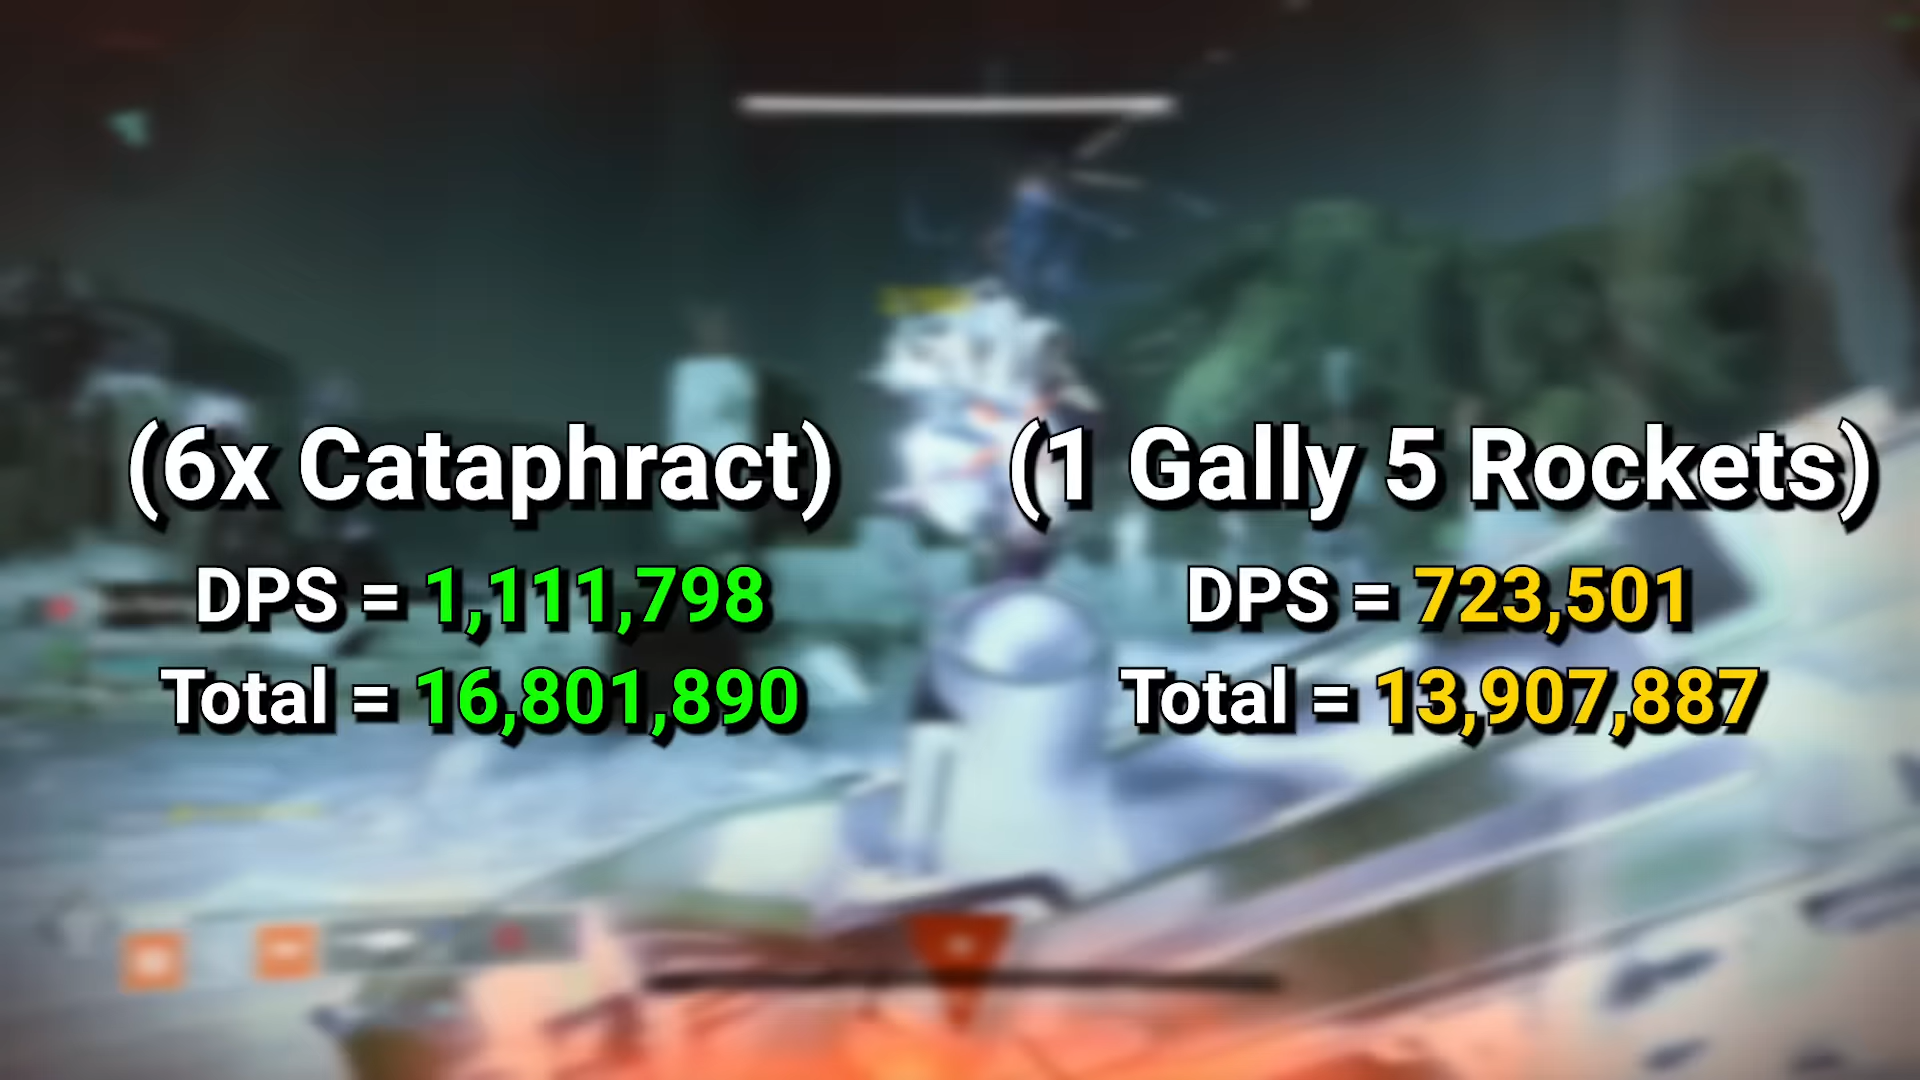 (6x Cataphract)
DPS = 1,111,798
Total = 16,801,890
(1 Gally 5 Rockets)
DPS = 723,501
Total = 13,907,887